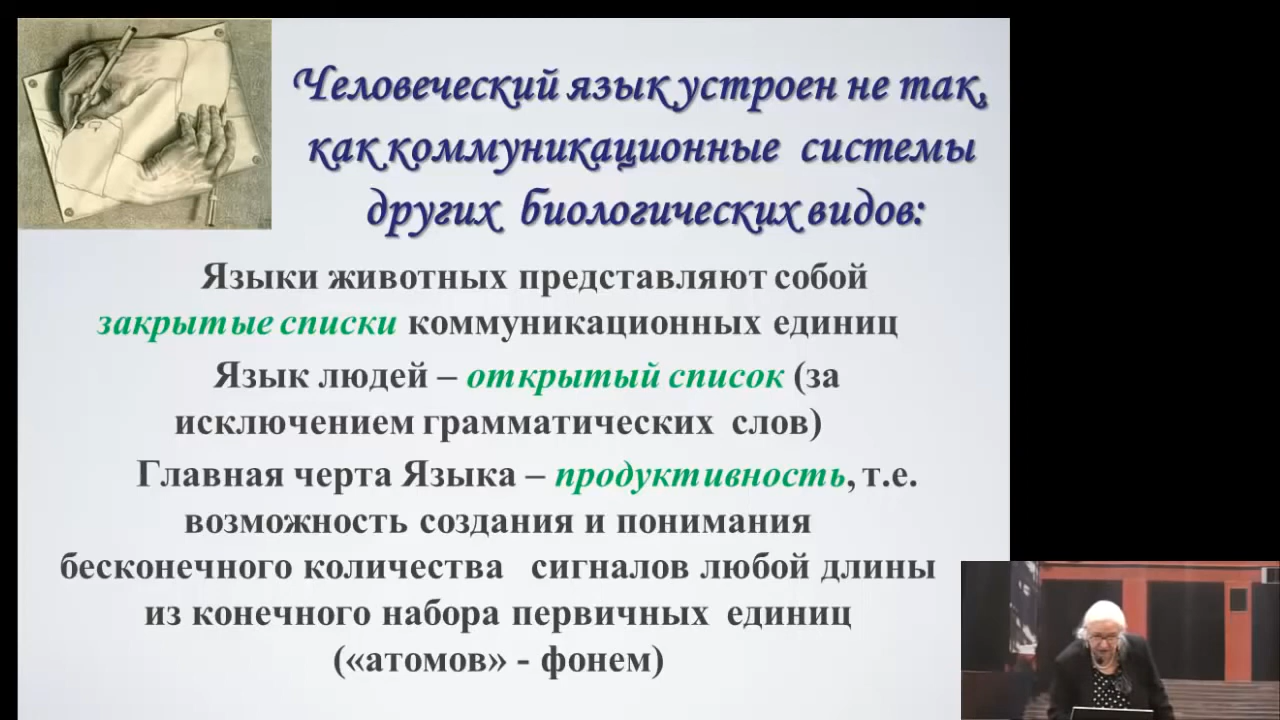 Человеческий язык устроен не так,
как коммуникационные системы
других биологических видов:
Языки животных представляют собой
закрытые списки коммуникационных единиц
Язык людей – открытый список (за
исключением грамматических слов)
Главная черта Языка – продуктивность, т.е.
возможность создания и понимания
бесконечного количества сигналов любой длины
из конечного набора первичных единиц
(«атомов» - фонем)